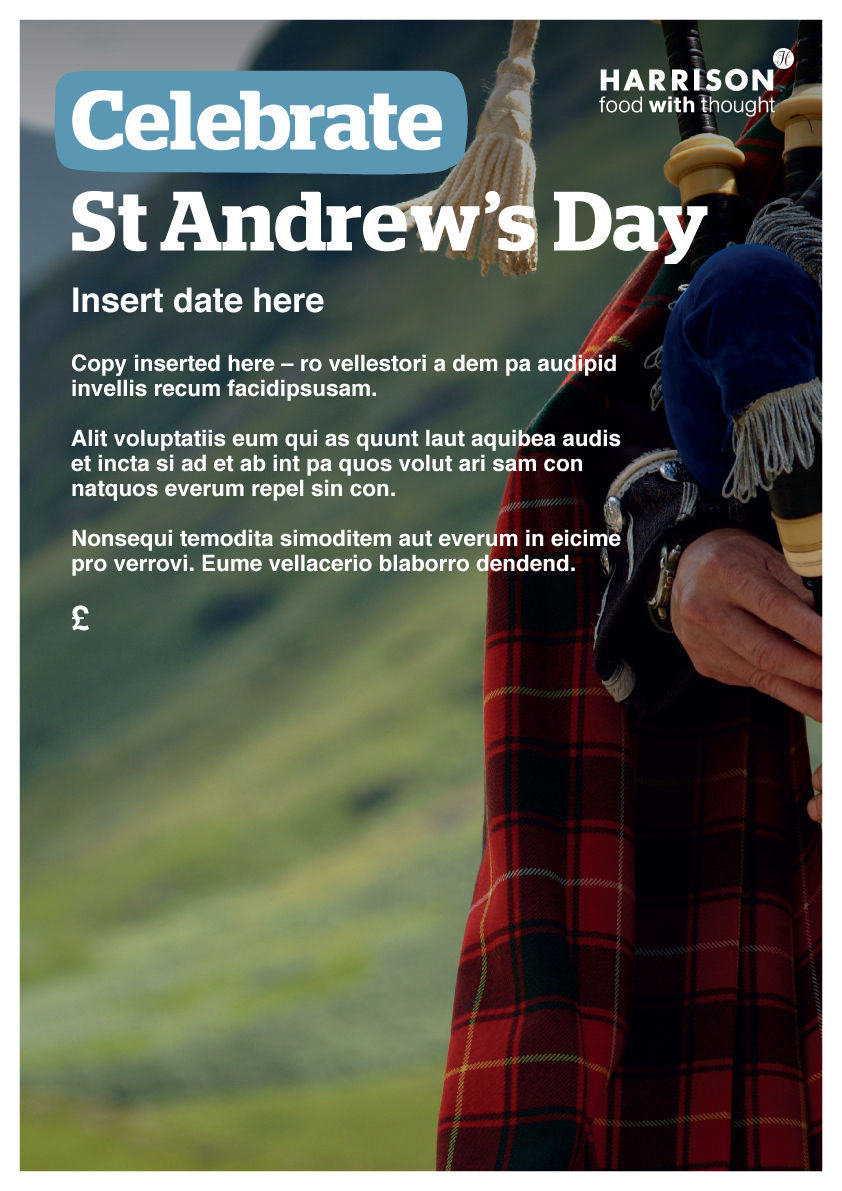 H
HARRISON
food with thought
Celebrate
St Andrew’s Day
Insert date here
Copy inserted here – ro vellestori a dem pa audipid
invellis recum facidipsusam.
Alit voluptatiis eum qui as quunt laut aquibea audis
et incta si ad et ab int pa quos volut ari sam con
natquos everum repel sin con.
Nonsequi temodita simoditem aut everum in eicime
pro verrovi. Eume vellacerio blaborro dendend.
£